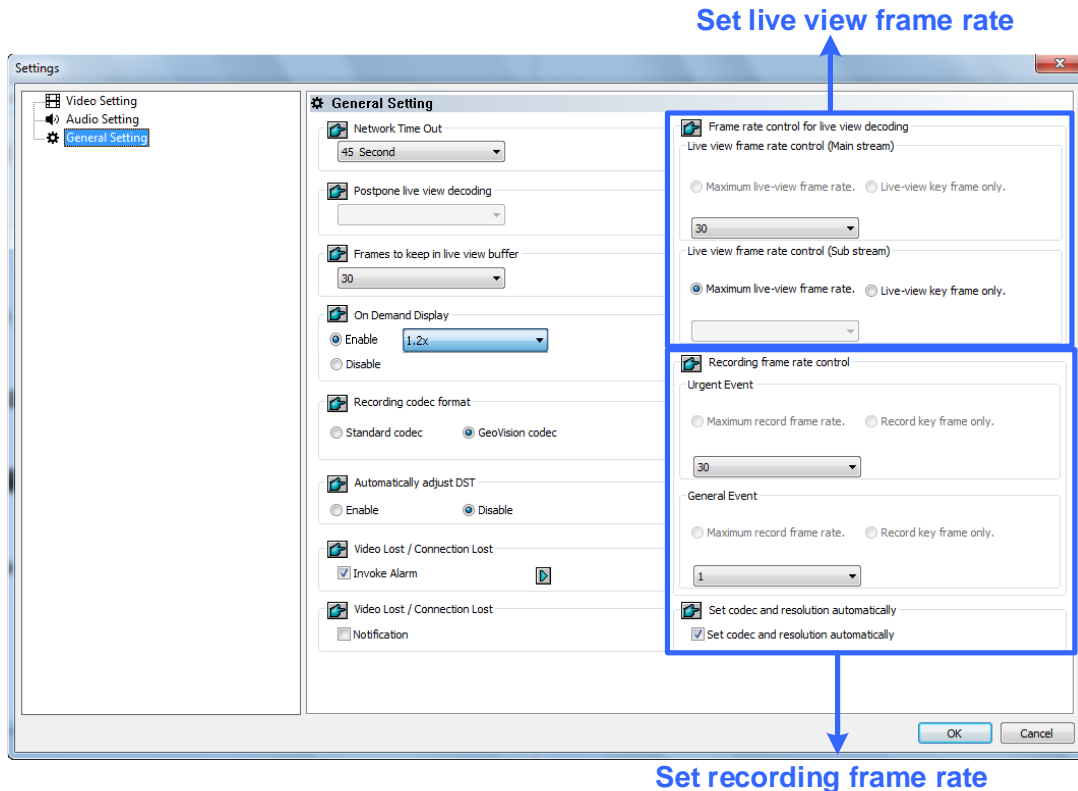 Set live view frame rate
Settings
x
Video Setting
Audio Setting
General Setting
General Setting
Network Time Out
45 Second
Postpone live view decoding
Frames to keep in live view buffer
30
On Demand Display
Enable
1.2x
Disable
Recording codec format
Standard codec
GeoVision codec
Automatically adjust DST
Enable
Disable
Video Lost / Connection Lost
Invoke Alarm
Video Lost / Connection Lost
Notification
Frame rate control for live view decoding
Live view frame rate control (Main stream)
Maximum live-view frame rate.
Live-view key frame only.
30
Live view frame rate control (Sub stream)
Maximum live-view frame rate.
Live-view key frame only.
Recording frame rate control
Urgent Event
Maximum record frame rate.
Record key frame only.
30
General Event
Maximum record frame rate.
Record key frame only.
1
Set codec and resolution automatically
Set codec and resolution automatically
OK
Cancel
Set recording frame rate